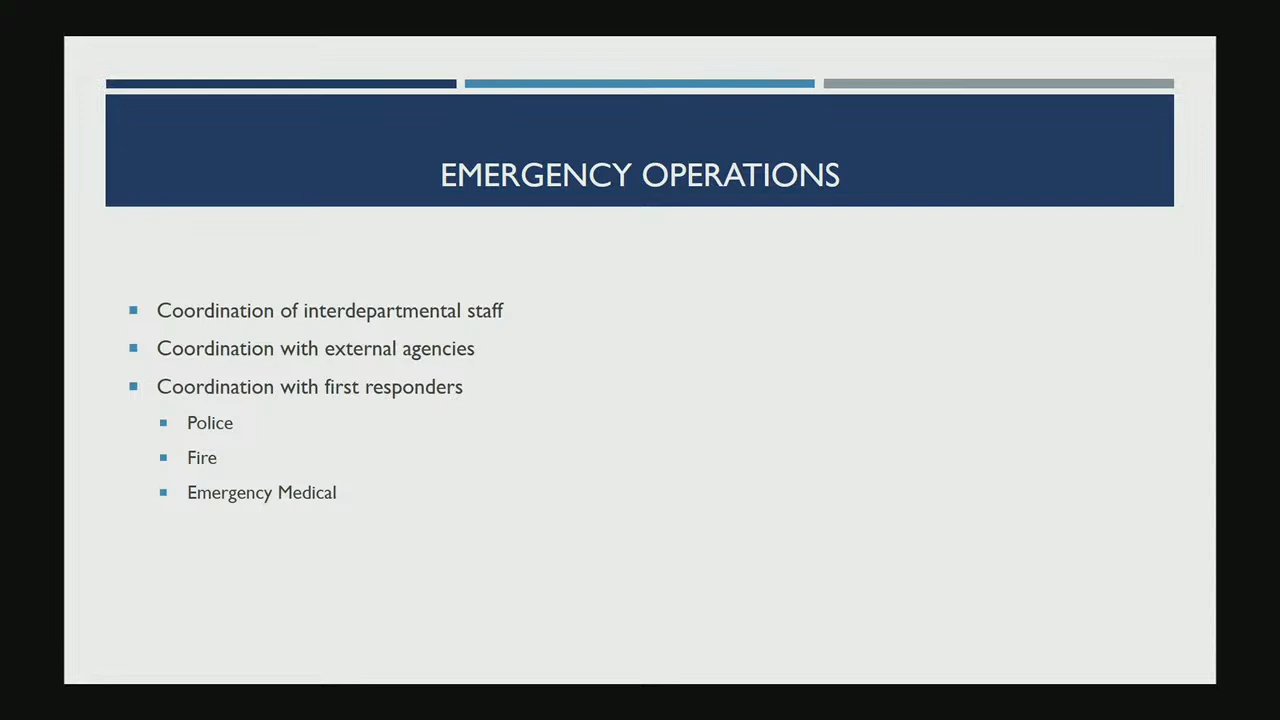 EMERGENCY OPERATIONS
Coordination of interdepartmental staff
Coordination with external agencies
Coordination with first responders
Police
Fire
Emergency Medical